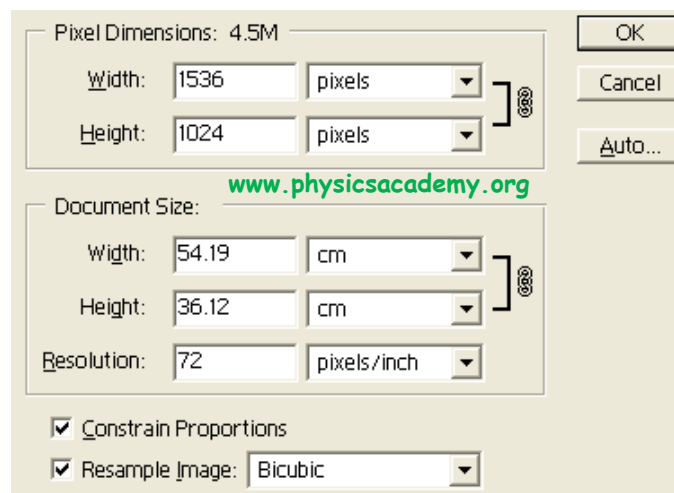 Pixel Dimensions: 4.5M
OK
Width: 1536 pixels
Cancel
Height: 1024 pixels
Auto...
www.physicsacademy.org
Document Size:
Width: 54.19 cm
Height: 36.12 cm
Resolution: 72 pixels/inch
Constrain Proportions
Resample Image: Bicubic